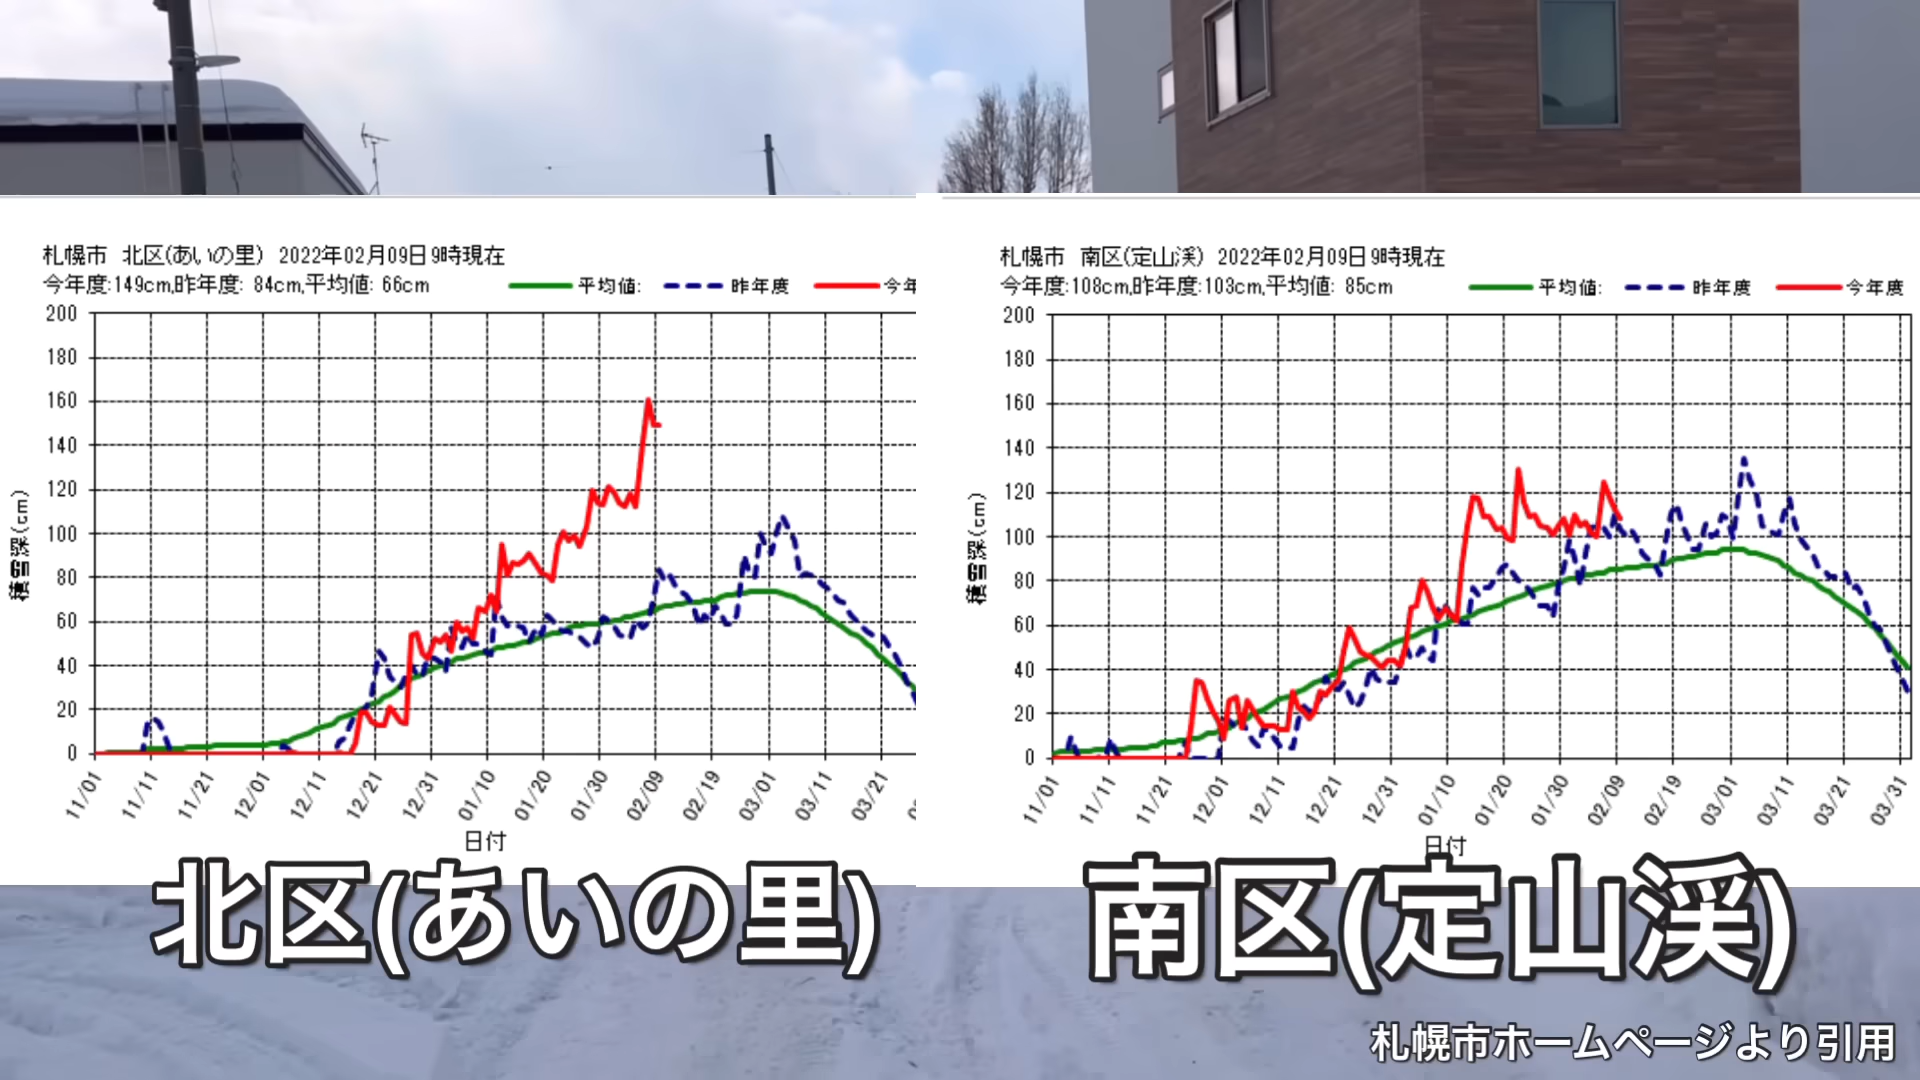 札幌市 北区(あいの里) 2022年02月09日9時現在
今年度:149cm,昨年度: 84cm,平均値: 66cm
平均値: 昨年度 今年
200
180
160
140
120
100
80
60
40
20
0
積雪深(cm)
11/01 11/11 11/21 12/01 12/11 12/21 12/31 01/10 01/20 01/30 02/09 02/19 03/01 03/11 03/21
日付
北区(あいの里)
札幌市 南区(定山渓) 2022年02月09日9時現在
今年度:108cm,昨年度:103cm,平均値: 85cm
平均値: 昨年度 今年度
200
180
160
140
120
100
80
60
40
20
0
積雪深(cm)
11/01 11/11 11/21 12/01 12/11 12/21 12/31 01/10 01/20 01/30 02/09 02/19 03/01 03/11 03/21 03/31
日付
南区(定山渓)
札幌市ホームページより引用